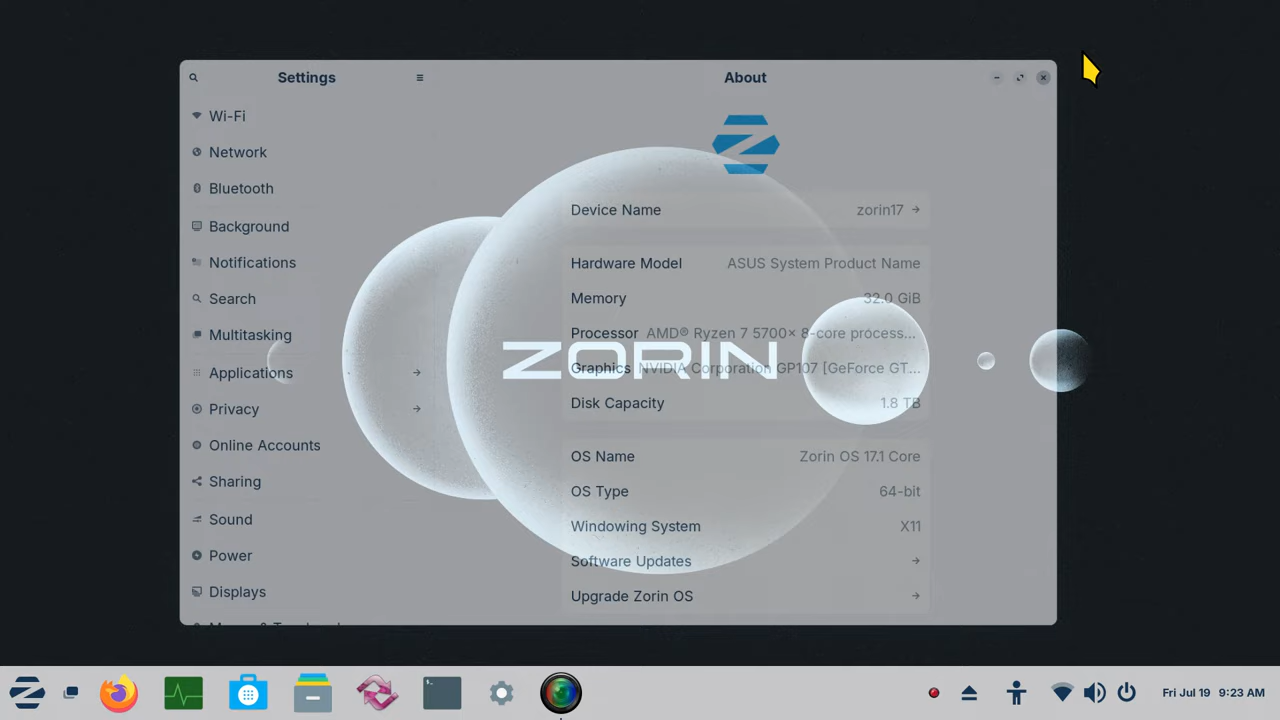 Settings
About
Wi-Fi
Network
Bluetooth
Background
Notifications
Search
Multitasking
Applications
Privacy
Online Accounts
Sharing
Sound
Power
Displays
Device Name zorin17
Hardware Model ASUS System Product Name
Memory 32.0 GiB
Processor AMD® Ryzen 7 5700× 8-core process...
Graphics NVIDIA Corporation GP107 [GeForce GT...
Disk Capacity 1.8 TB
OS Name Zorin OS 17.1 Core
OS Type 64-bit
Windowing System X11
Software Updates
Upgrade Zorin OS
ZORIN
Fri Jul 19 9:23 AM